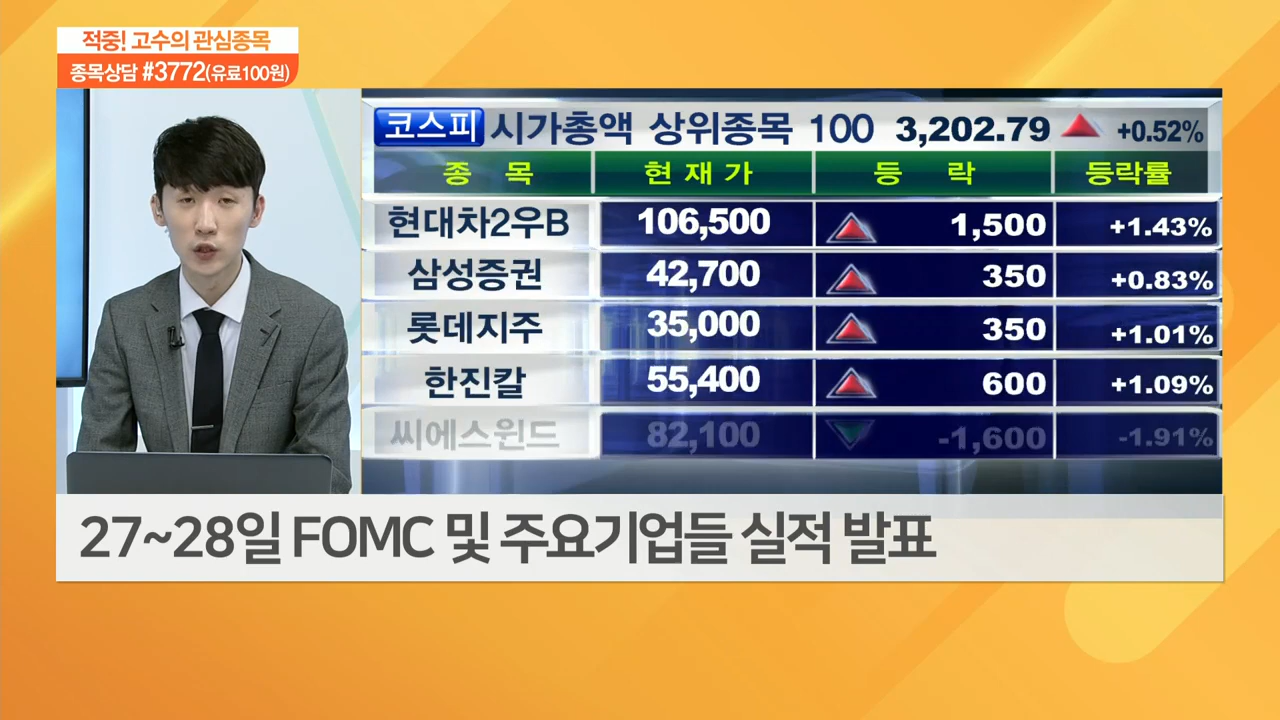 적중! 고수의 관심종목
종목상담 #3772(유료100원)
코스피 시가총액 상위종목 100 3,202.79 ▲ +0.52%
종 목 현 재 가 등 락 등락률
현대차2우B 106,500 ▲ 1,500 +1.43%
삼성증권 42,700 ▲ 350 +0.83%
롯데지주 35,000 ▲ 350 +1.01%
한진칼 55,400 ▲ 600 +1.09%
씨에스윈드 82,100 ▼ -1,600 -1.91%
27~28일 FOMC 및 주요기업들 실적 발표